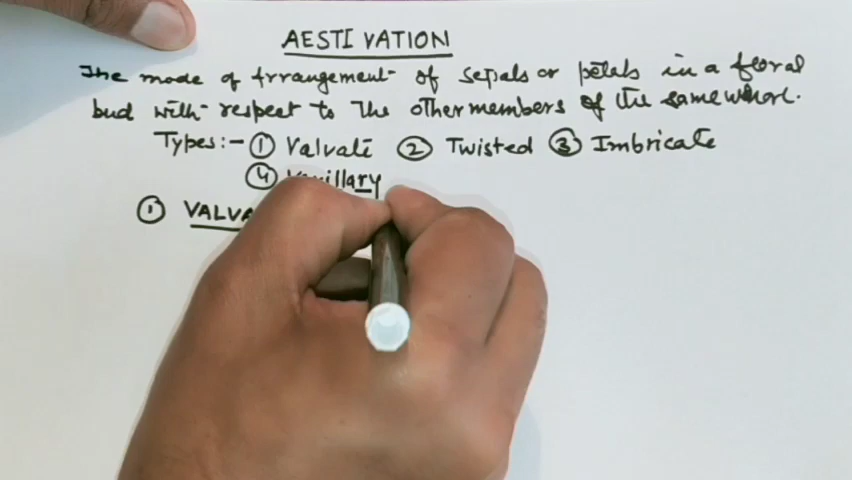 AESTIVATION
The mode of Arrangement of sepals or petals in a floral
bud with respect to the other members of the same whorl.
Types:- ① Valvate ② Twisted ③ Imbricate
④
①